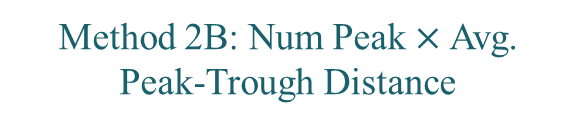 Method 2B: Num Peak × Avg.
Peak-Trough Distance